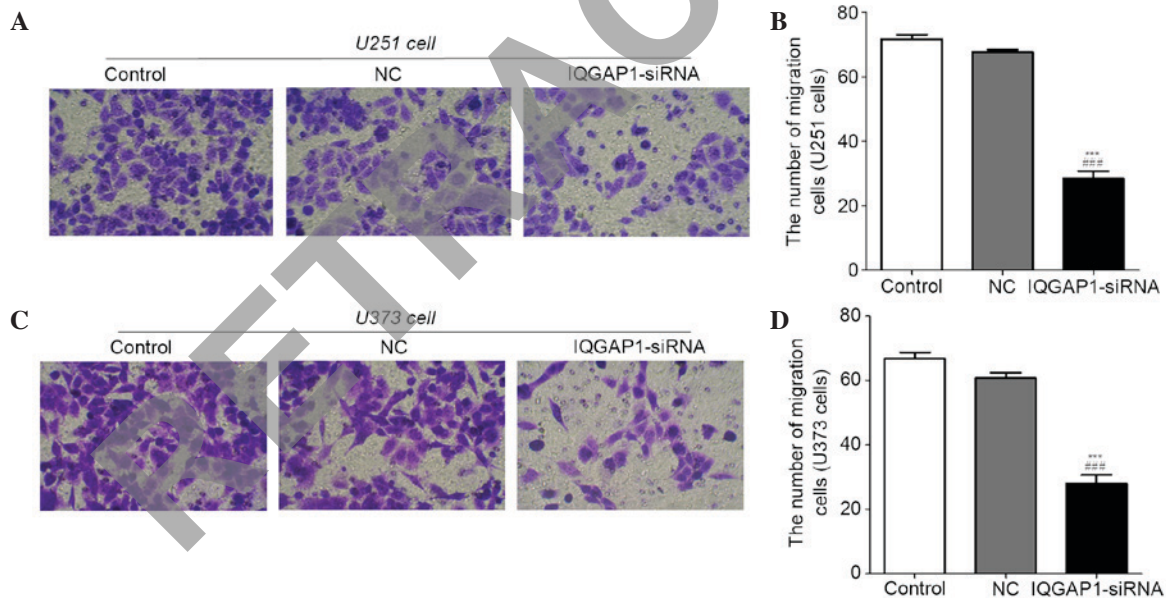 A
U251 cell
Control
NC
IQGAP1-siRNA
B
The number of migration
cells (U251 cells)
80
60
40
20
0
Control
NC
IQGAP1-siRNA
***
###
C
U373 cell
Control
NC
IQGAP1-siRNA
D
The number of migration
cells (U373 cells)
80
60
40
20
0
Control
NC
IQGAP1-siRNA
***
###